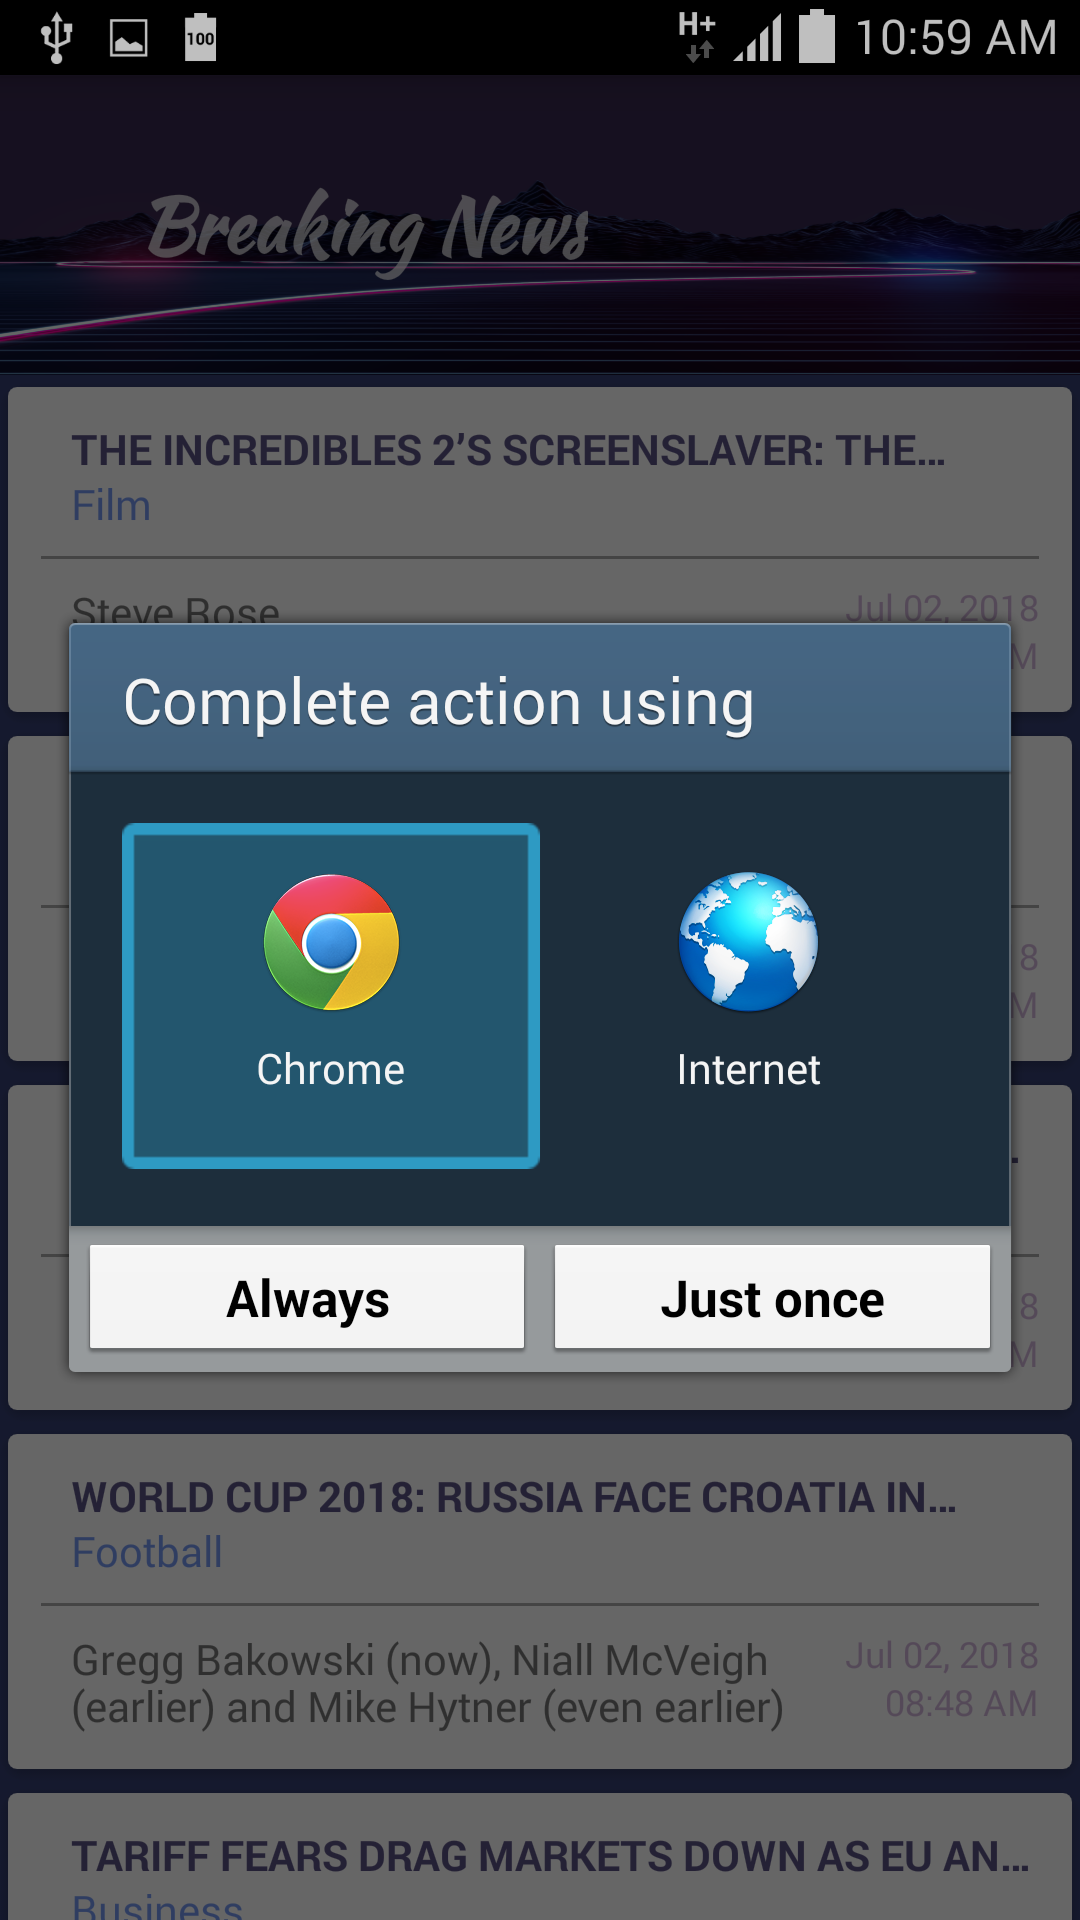 100
H+
10:59 AM
Breaking News
THE INCREDIBLES 2’S SCREENSLAVER: THE...
Film
Steve Rose
Jul 02, 2018
M
Complete action using
8
M
Chrome
Internet
.
Always
Just once
8
M
WORLD CUP 2018: RUSSIA FACE CROATIA IN...
Football
Gregg Bakowski (now), Niall McVeigh
(earlier) and Mike Hytner (even earlier)
Jul 02, 2018
08:48 AM
TARIFF FEARS DRAG MARKETS DOWN AS EU AN...
Business